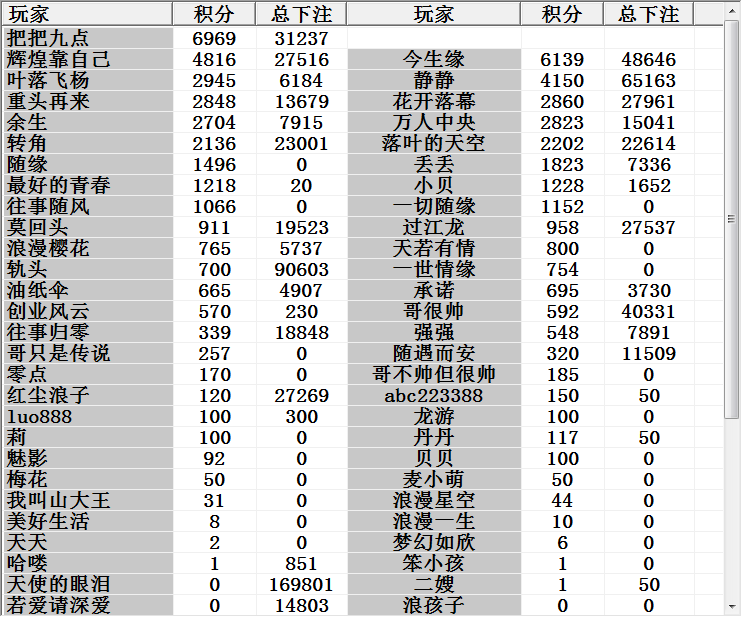 玩家 积分 总下注 玩家 积分 总下注
把把九点 6969 31237
辉煌靠自己 4816 27516 今生缘 6139 48646
叶落飞杨 2945 6184 静静 4150 65163
重头再来 2848 13679 花开落幕 2860 27961
余生 2704 7915 万人中央 2823 15041
转角 2136 23001 落叶的天空 2202 22614
随缘 1496 0 丢丢 1823 7336
最好的青春 1218 20 小贝 1228 1652
往事随风 1066 0 一切随缘 1152 0
莫回头 911 19523 过江龙 958 27537
浪漫樱花 765 5737 天若有情 800 0
轨头 700 90603 一世情缘 754 0
油纸伞 665 4907 承诺 695 3730
创业风云 570 230 哥很帅 592 40331
往事归零 339 18848 强强 548 7891
哥只是传说 257 0 随遇而安 320 11509
零点 170 0 哥不帅但很帅 185 0
红尘浪子 120 27269 abc223388 150 50
luo888 100 300 龙游 100 0
莉 100 0 丹丹 117 50
魅影 92 0 贝贝 100 0
梅花 50 0 麦小萌 50 0
我叫山大王 31 0 浪漫星空 44 0
美好生活 8 0 浪漫一生 10 0
天天 2 0 梦幻如欣 6 0
哈喽 1 851 笨小孩 1 0
天使的眼泪 0 169801 二嫂 1 50
若爱请深爱 0 14803 浪孩子 0 0